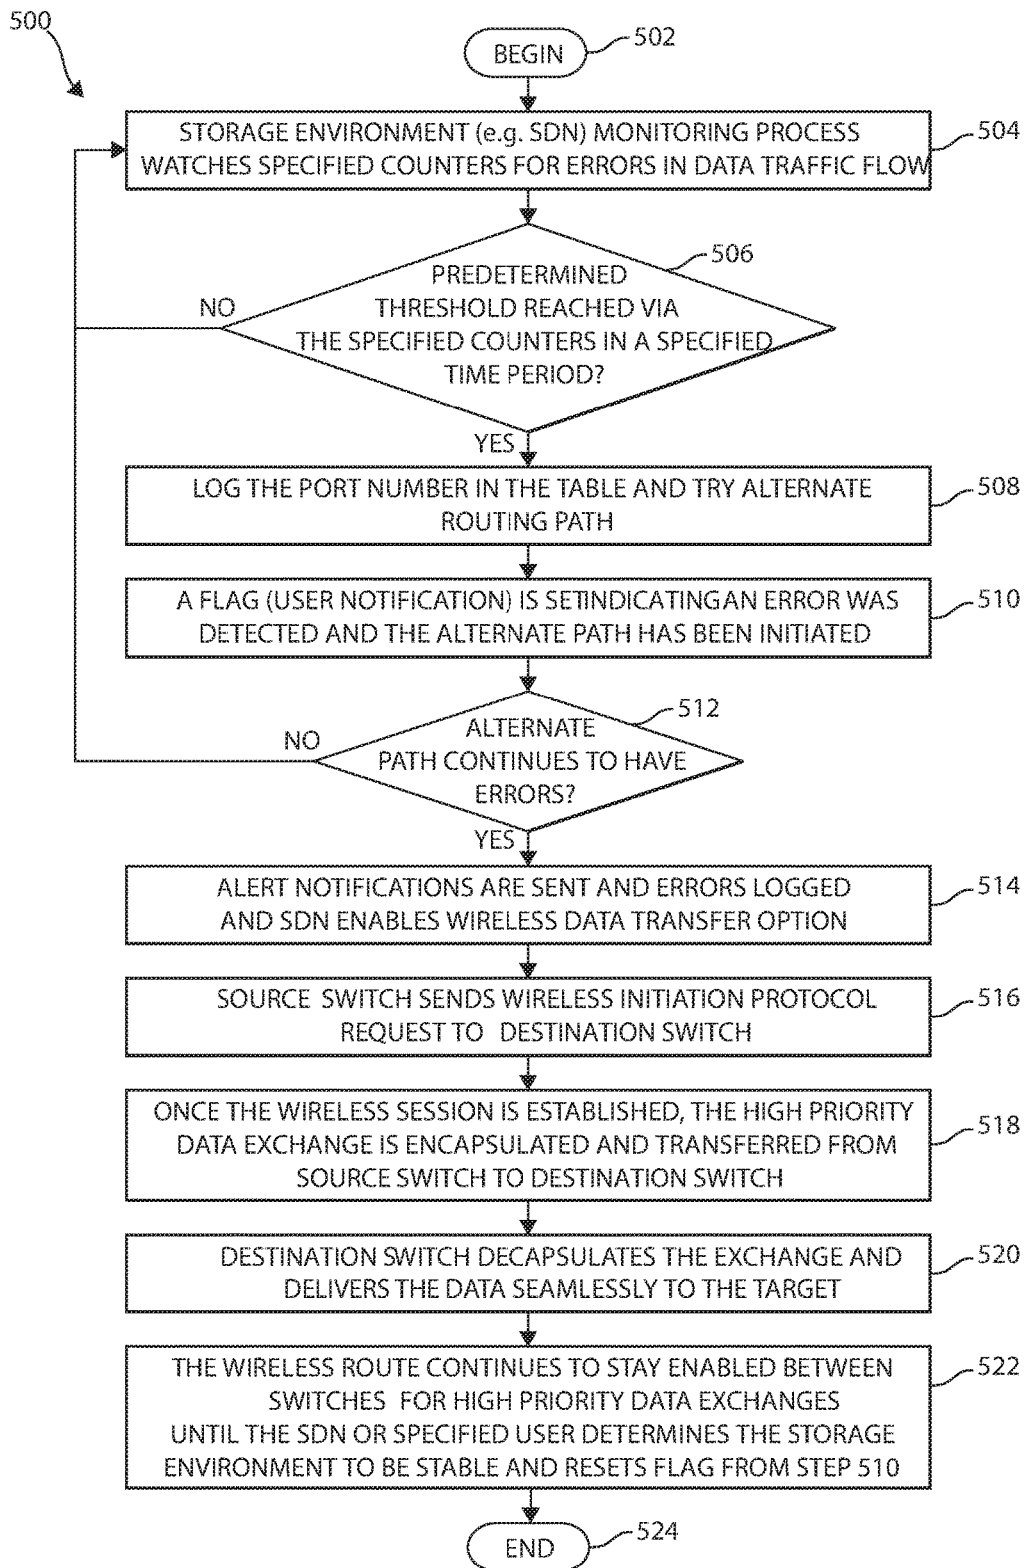 500
BEGIN
502
STORAGE ENVIRONMENT (e.g. SDN) MONITORING PROCESS
WATCHES SPECIFIED COUNTERS FOR ERRORS IN DATA TRAFFIC FLOW
504
PREDETERMINED
THRESHOLD REACHED VIA
THE SPECIFIED COUNTERS IN A SPECIFIED
TIME PERIOD?
506
NO
YES
LOG THE PORT NUMBER IN THE TABLE AND TRY ALTERNATE
ROUTING PATH
508
A FLAG (USER NOTIFICATION) IS SETINDICATINGAN ERROR WAS
DETECTED AND THE ALTERNATE PATH HAS BEEN INITIATED
510
ALTERNATE
PATH CONTINUES TO HAVE
ERRORS?
512
NO
YES
ALERT NOTIFICATIONS ARE SENT AND ERRORS LOGGED
AND SDN ENABLES WIRELESS DATA TRANSFER OPTION
514
SOURCE SWITCH SENDS WIRELESS INITIATION PROTOCOL
REQUEST TO DESTINATION SWITCH
516
ONCE THE WIRELESS SESSION IS ESTABLISHED, THE HIGH PRIORITY
DATA EXCHANGE IS ENCAPSULATED AND TRANSFERRED FROM
SOURCE SWITCH TO DESTINATION SWITCH
518
DESTINATION SWITCH DECAPSULATES THE EXCHANGE AND
DELIVERS THE DATA SEAMLESSLY TO THE TARGET
520
THE WIRELESS ROUTE CONTINUES TO STAY ENABLED BETWEEN
SWITCHES FOR HIGH PRIORITY DATA EXCHANGES
UNTIL THE SDN OR SPECIFIED USER DETERMINES THE STORAGE
ENVIRONMENT TO BE STABLE AND RESETS FLAG FROM STEP 510
522
END
524